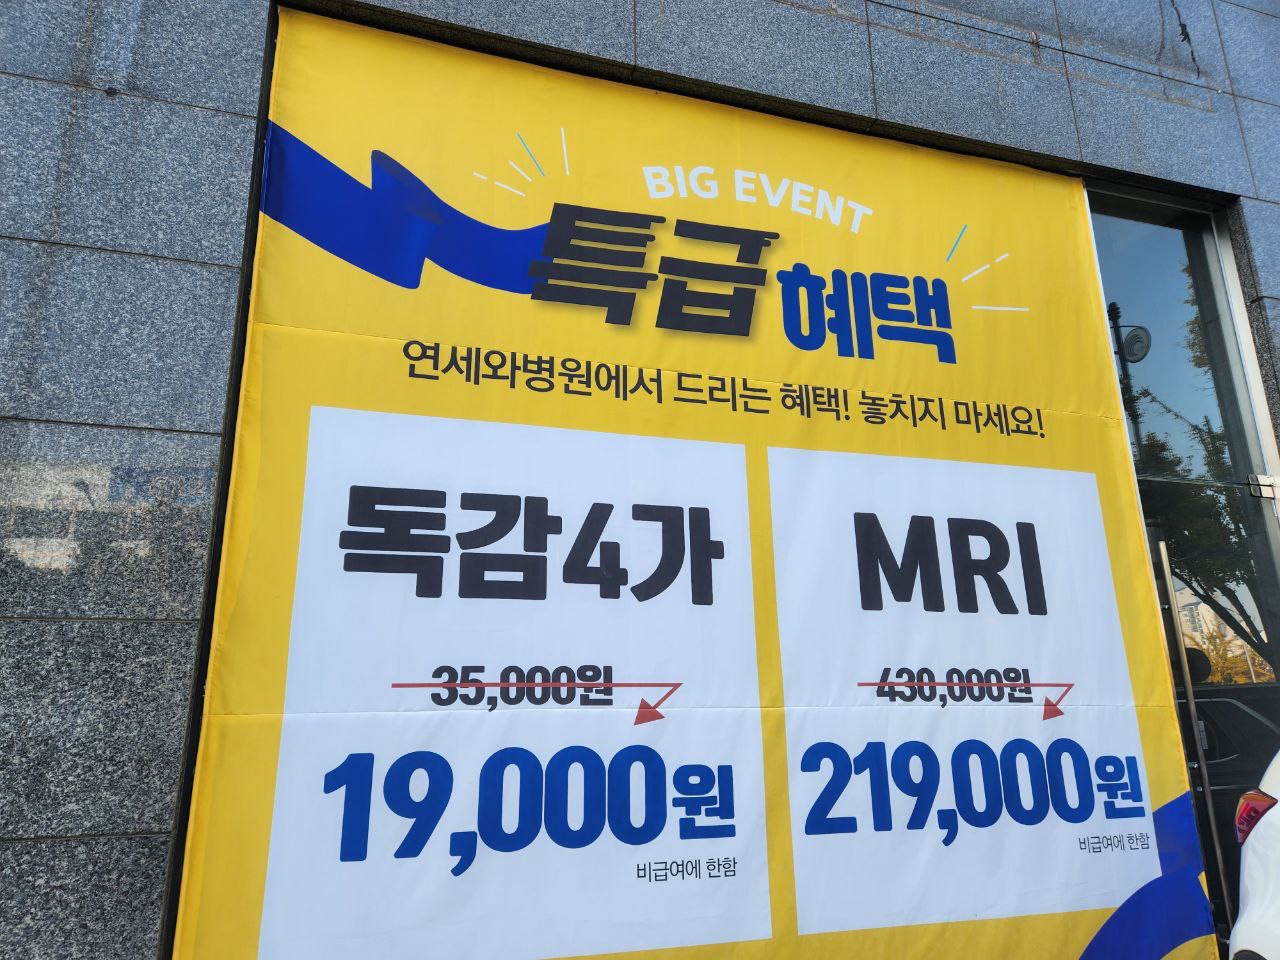 BIG EVENT
특급 혜택
연세와병원에서 드리는 혜택! 놓치지 마세요!
독감4가
35,000원
19,000원
비급여에 한함
MRI
430,000원
219,000원
비급여에 한함